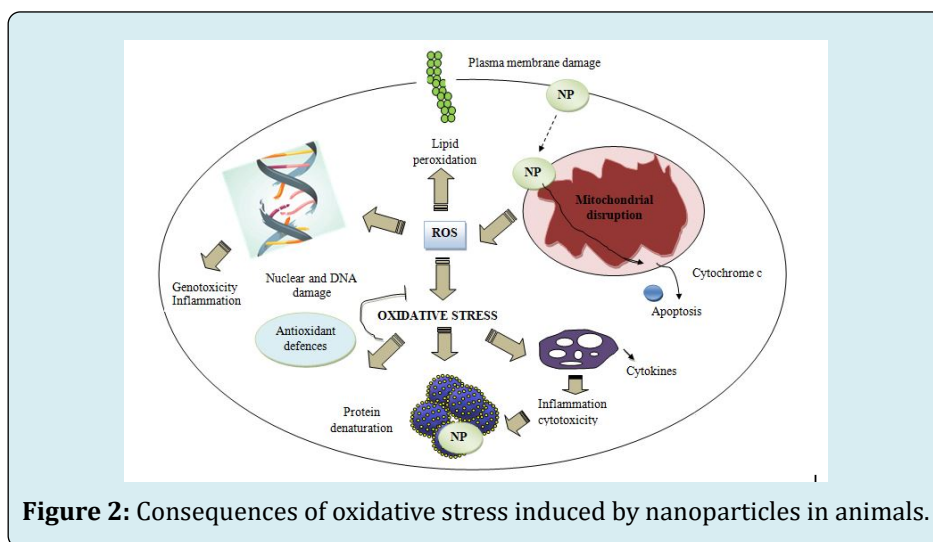 Plasma membrane damage
NP
Lipid
peroxidation
NP
Mitochondrial
disruption
ROS
Cytochrome c
Genotoxicity
Inflammation
Nuclear and DNA
damage
Apoptosis
OXIDATIVE STRESS
Antioxidant
defences
Cytokines
Protein
denaturation
Inflammation
cytotoxicity
NP
Figure 2: Consequences of oxidative stress induced by nanoparticles in animals.